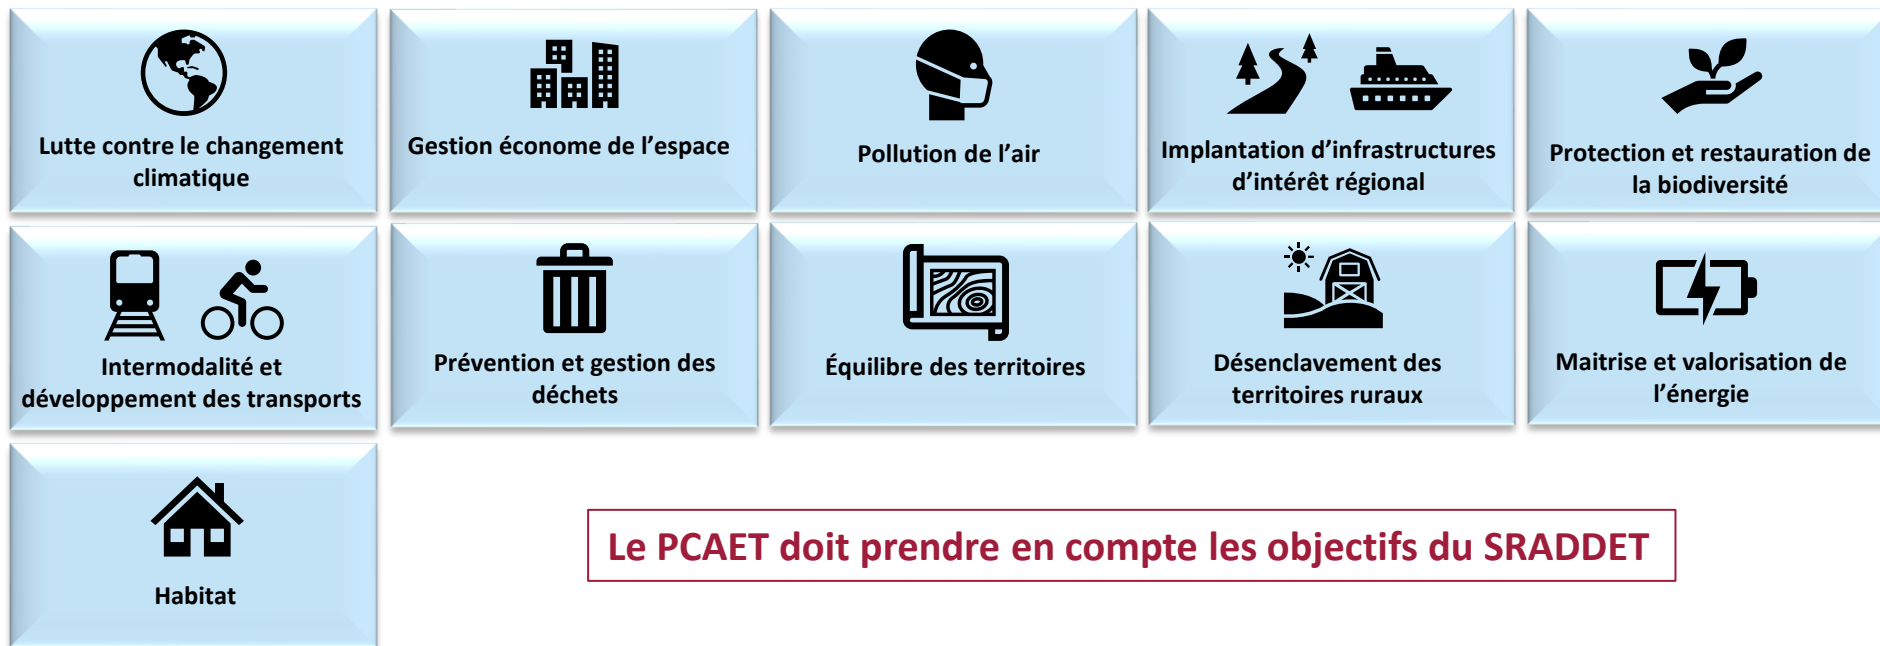 Lutte contre le changement
climatique
Gestion économe de l’espace
Pollution de l’air
Implantation d’infrastructures
d’intérêt régional
Protection et restauration de
la biodiversité
Intermodalité et
développement des transports
Prévention et gestion des
déchets
Équilibre des territoires
Désenclavement des
territoires ruraux
Maitrise et valorisation de
l’énergie
Habitat
Le PCAET doit prendre en compte les objectifs du SRADDET